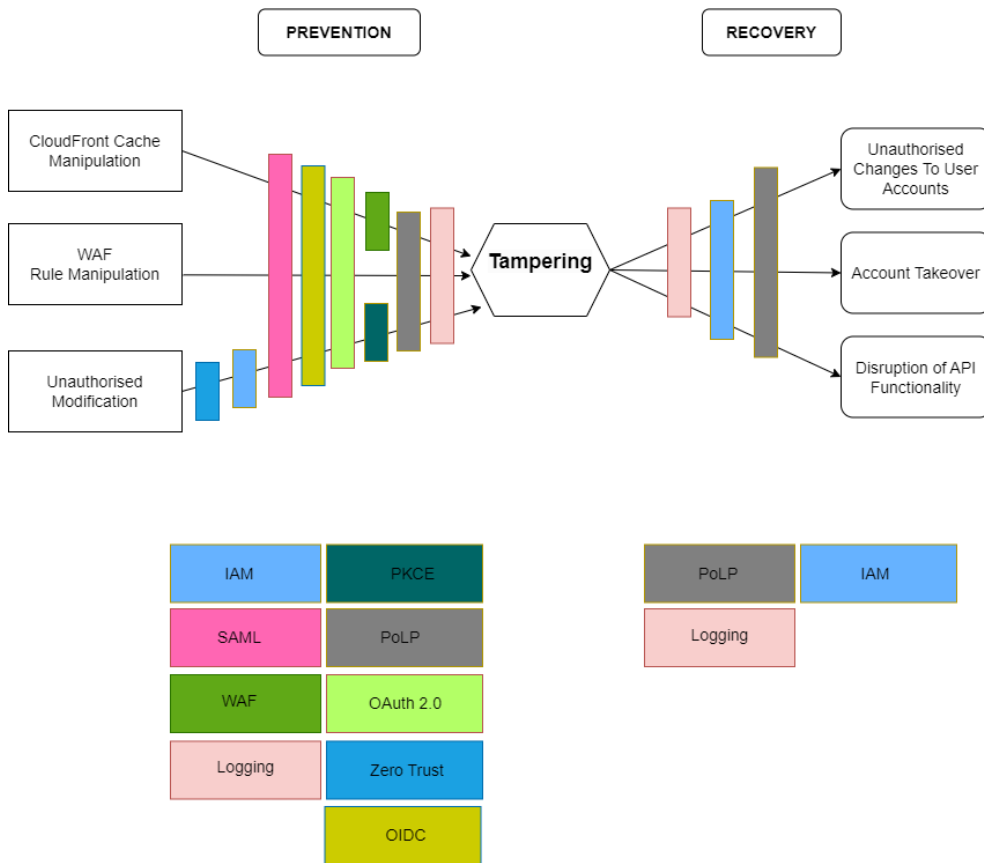 PREVENTION
RECOVERY
CloudFront Cache
Manipulation
WAF
Rule Manipulation
Unauthorised
Modification
Tampering
Unauthorised
Changes To User
Accounts
Account Takeover
Disruption of API
Functionality
IAM
PKCE
SAML
PoLP
WAF
OAuth 2.0
Logging
Zero Trust
OIDC
PoLP
IAM
Logging